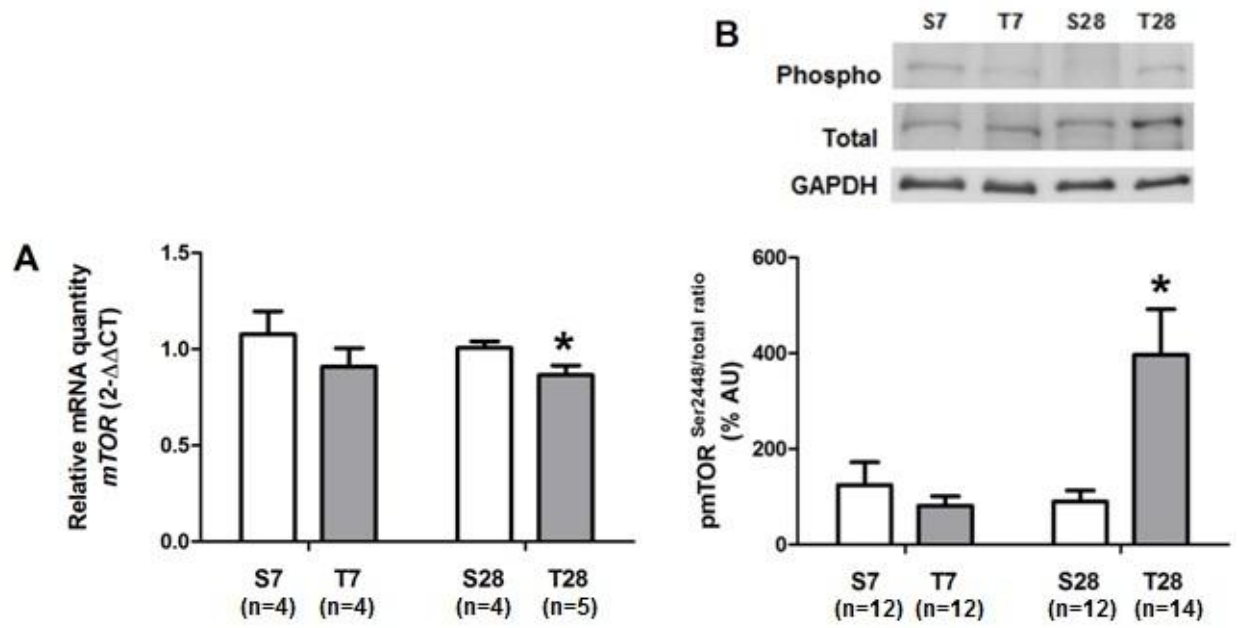 B
S7 T7 S28 T28
Phospho
Total
GAPDH
A
Relative mRNA quantity
mTOR (2-ΔΔCT)
1.5
1.0
0.5
0.0
*
S7 T7 S28 T28
(n=4) (n=4) (n=4) (n=5)
pmTOR Ser2448/total ratio
(% AU)
600
400
200
0
*
S7 T7 S28 T28
(n=12) (n=12) (n=12) (n=14)